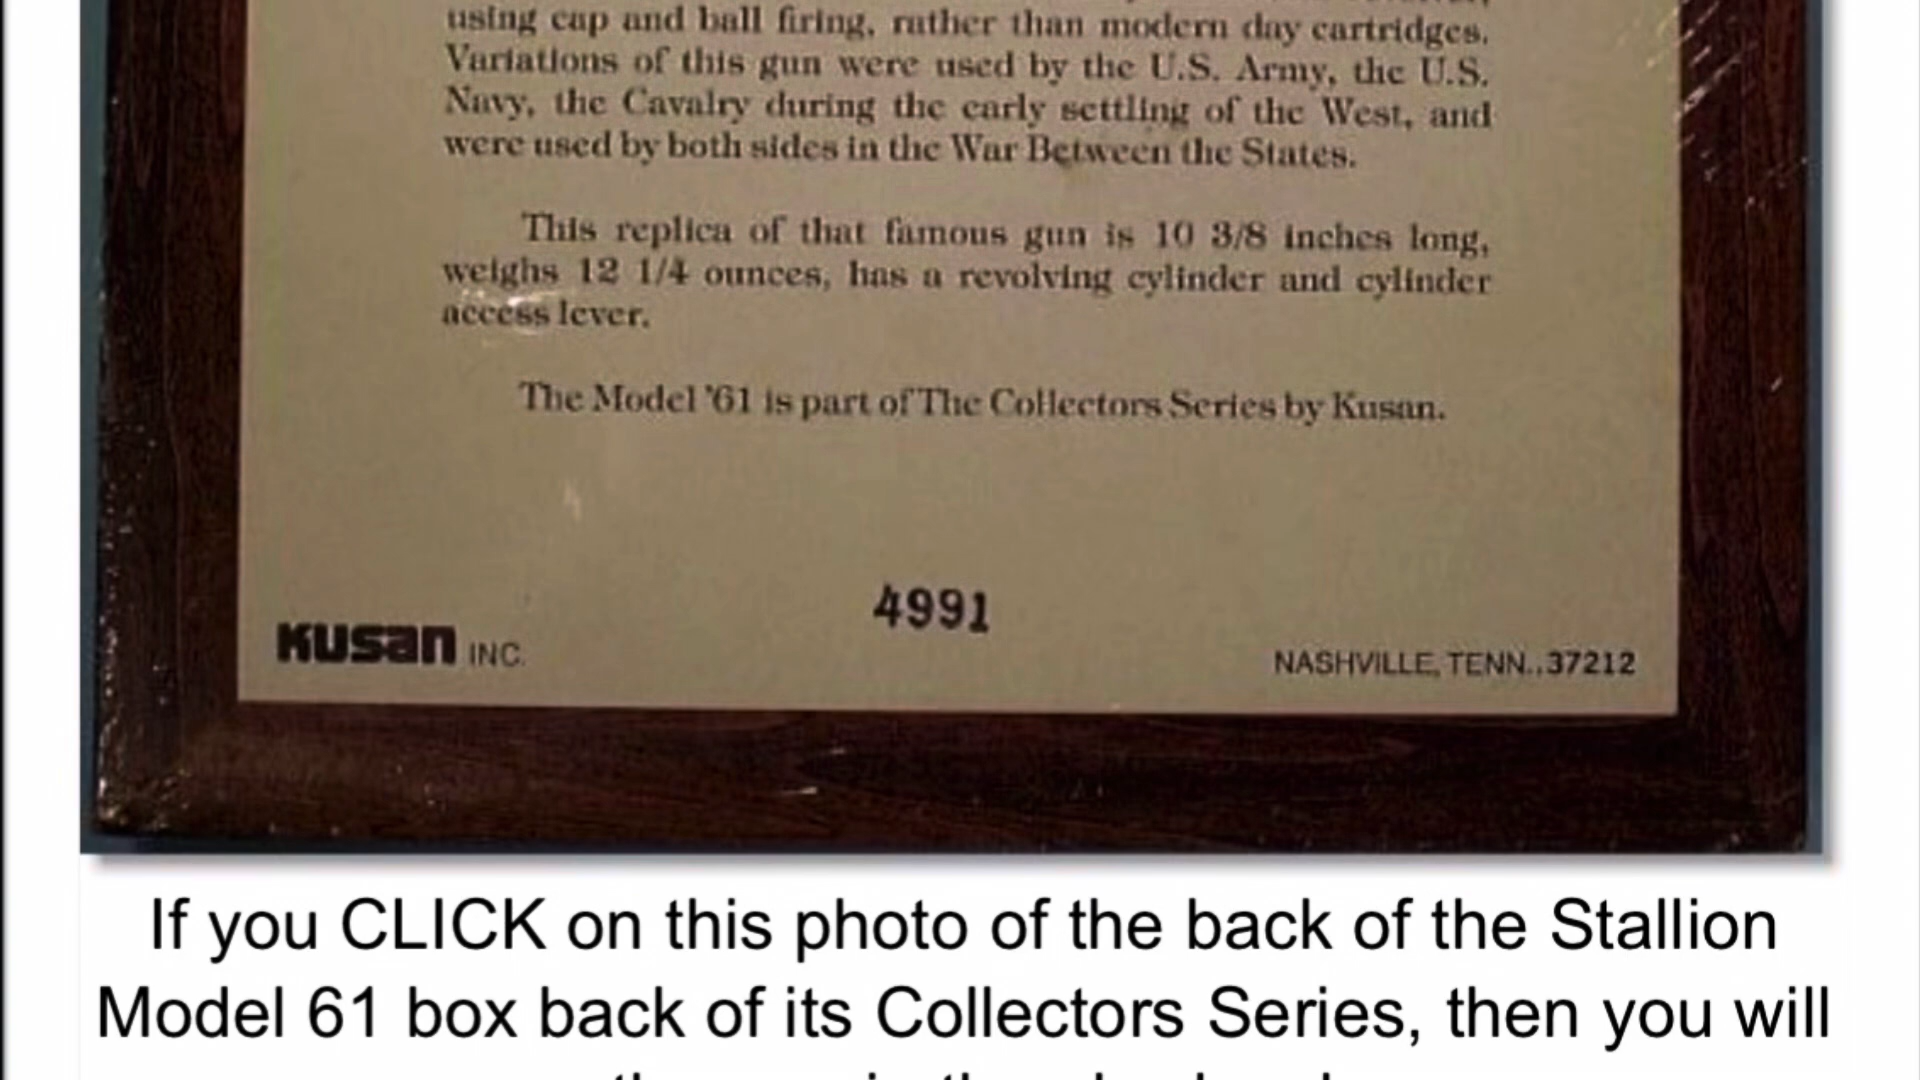 using cap and ball firing, rather than modern day cartridges.
Variations of this gun were used by the U.S. Army, the U.S.
Navy, the Cavalry during the early settling of the West, and
were used by both sides in the War Between the States.
This replica of that famous gun is 10 3/8 inches long,
weighs 12 1/4 ounces, has a revolving cylinder and cylinder
access lever.
The Model '61 is part of The Collectors Series by Kusan.
4991
Kusan INC.
NASHVILLE, TENN..37212
If you CLICK on this photo of the back of the Stallion
Model 61 box back of its Collectors Series, then you will